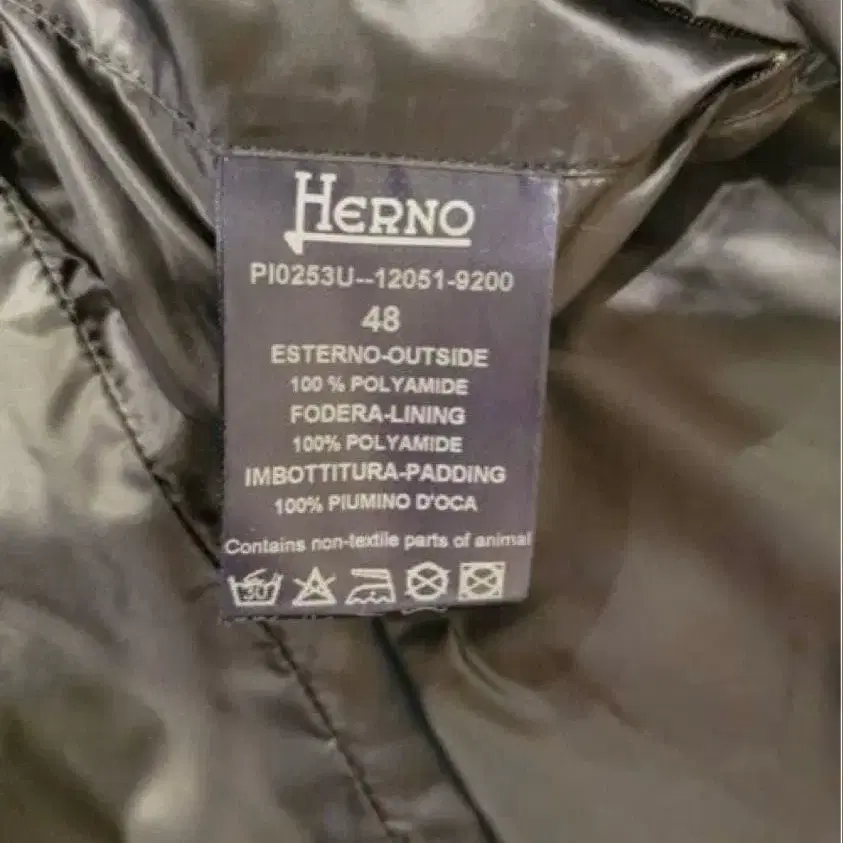 HERNO
PI0253U--12051-9200
48
ESTERNO-OUTSIDE
100 % POLYAMIDE
FODERA-LINING
100% POLYAMIDE
IMBOTTITURA-PADDING
100% PIUMINO D'OCA
Contains non-textile parts of animal
30